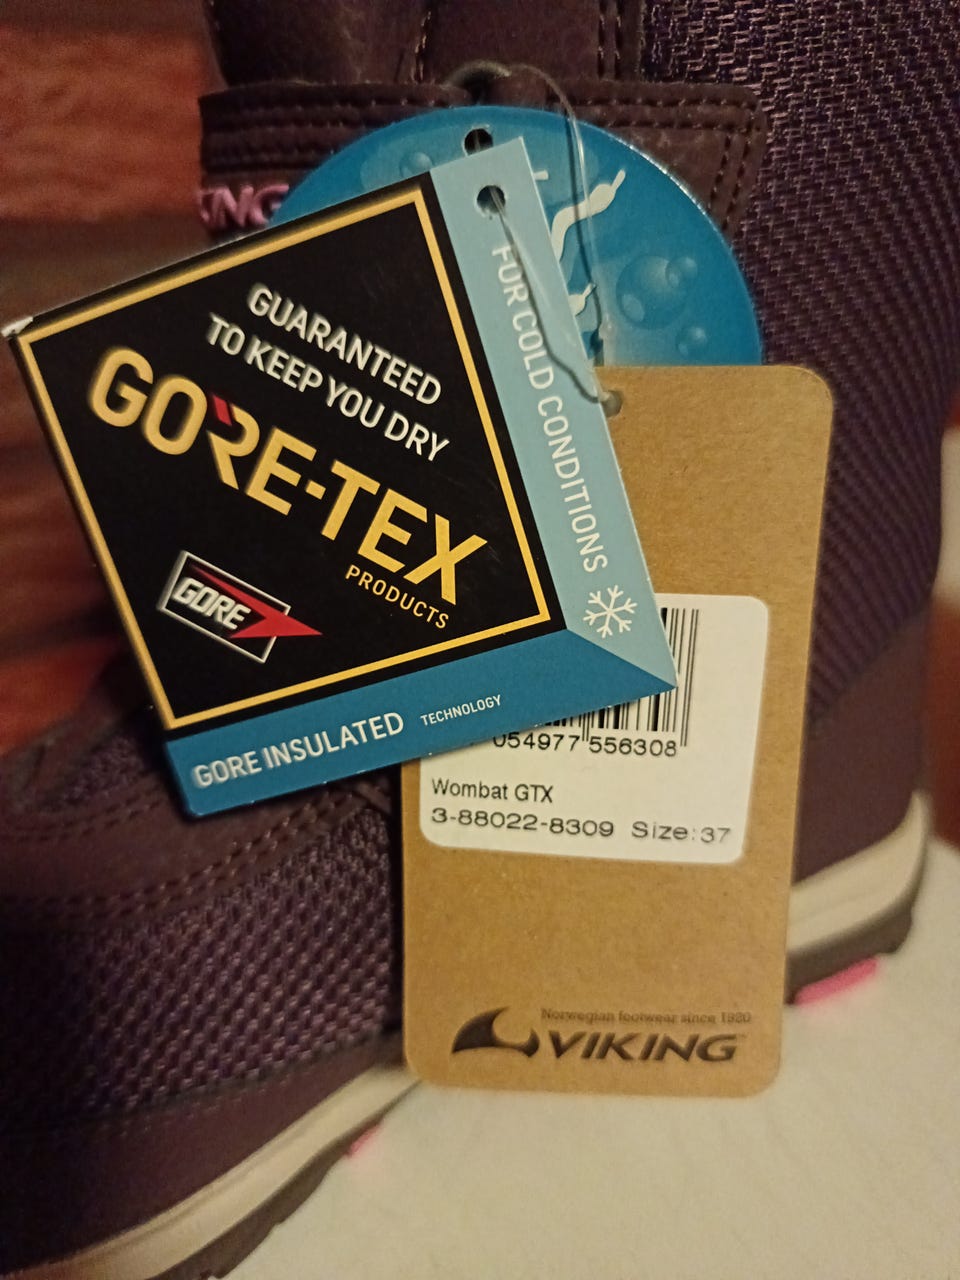 GUARANTEED
TO KEEP YOU DRY
GORE-TEX
PRODUCTS
GORE
FOR COLD CONDITIONS
GORE INSULATED TECHNOLOGY
054977 556308
Wombat GTX
3-88022-8309 Size:37
Norwegian footwear since 1920
VIKING